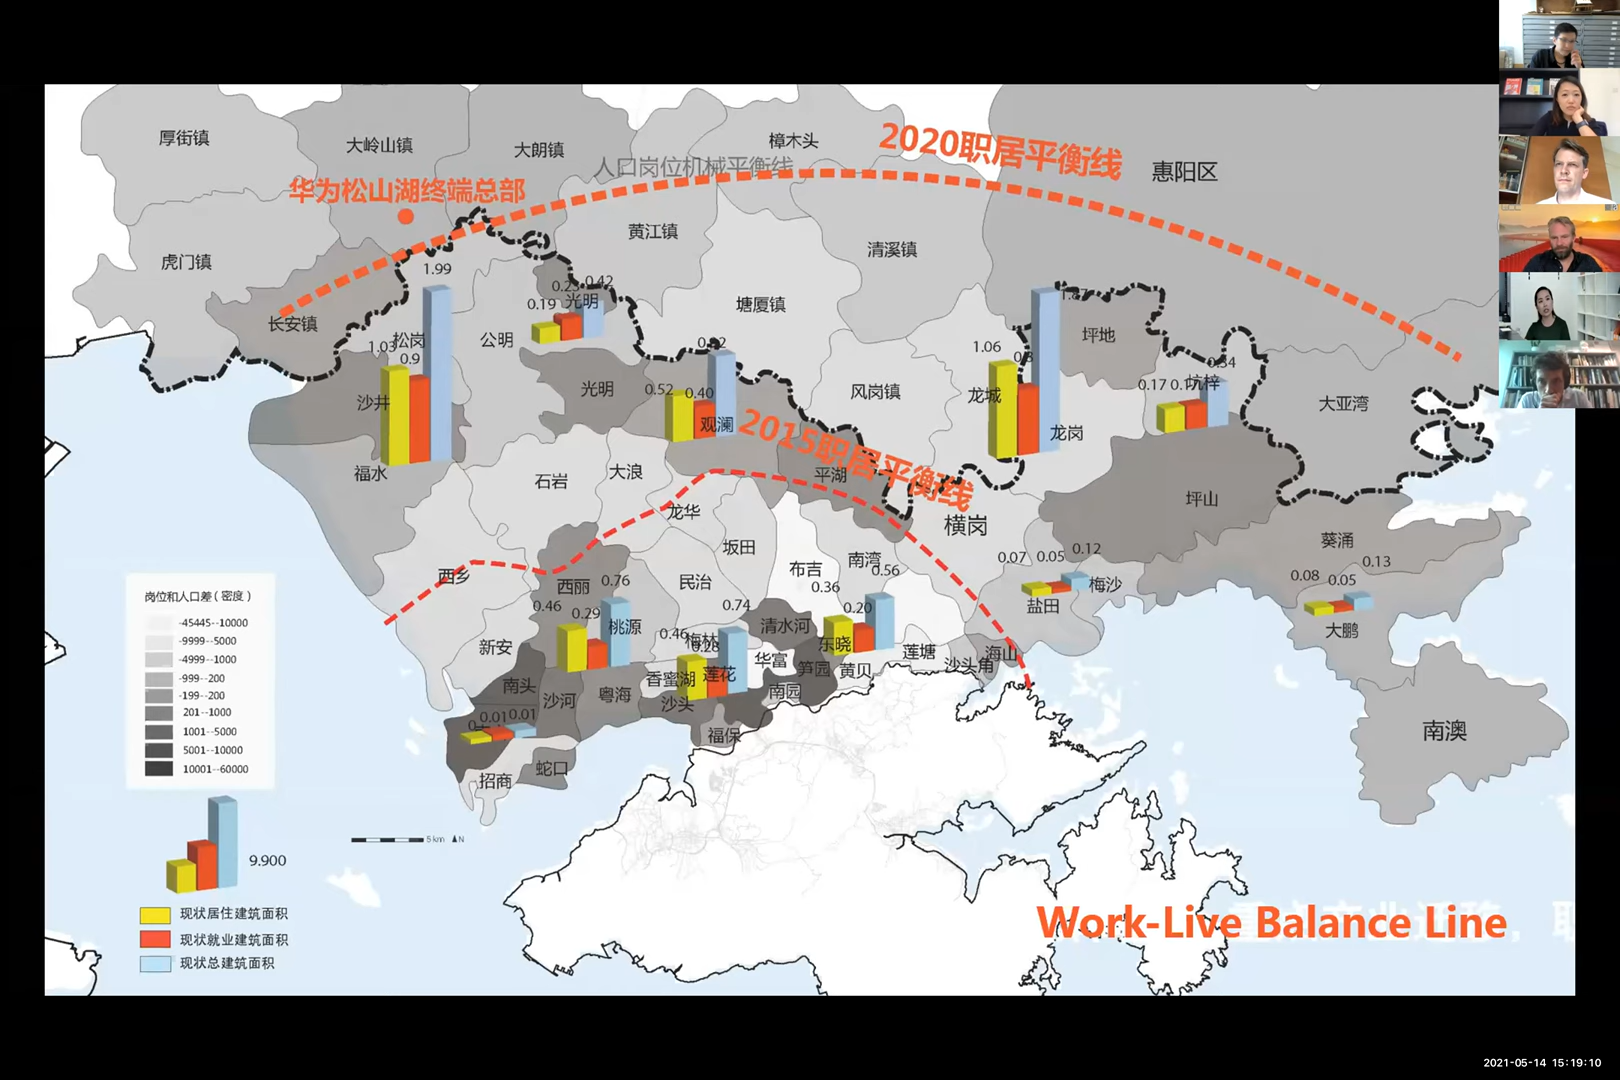 厚街镇
大岭山镇
大朗镇
樟木头
2020职居平衡线
惠阳区
人口岗位机械平衡线
华为松山湖终端总部
虎门镇
黄江镇
清溪镇
1.99
0.42
0.19
光明
塘厦镇
长安镇
松岗
公明
1.03
0.9
坪地
1.06
0.52
0.40
光明
观澜
风岗镇
龙城
0.34
0.17
坑梓
大亚湾
沙井
2015职居平衡线
龙岗
福水
石岩
大浪
平湖
坪山
龙华
横岗
坂田
南湾
葵涌
西乡
西丽
0.76
民治
布吉
0.56
0.07
0.05
0.12
梅沙
0.08
0.05
0.13
0.46
0.29
桃源
0.74
0.36
0.20
盐田
大鹏
岗位和人口差(密度)
-45445--10000
-9999--5000
-4999--1000
-999--200
-199--200
201--1000
1001--5000
5001--10000
10001--60000
新安
0.46
梅林
0.28
清水河
东晓
莲塘
沙头角
海山
南头
沙河
粤海
香蜜湖
莲花
华富
笋园
黄贝
沙头
南园
0.01
0.01
福保
南澳
招商
蛇口
5 km
N
9.900
现状居住建筑面积
现状就业建筑面积
现状总建筑面积
Work-Live Balance Line
2021-05-14 15:19:10